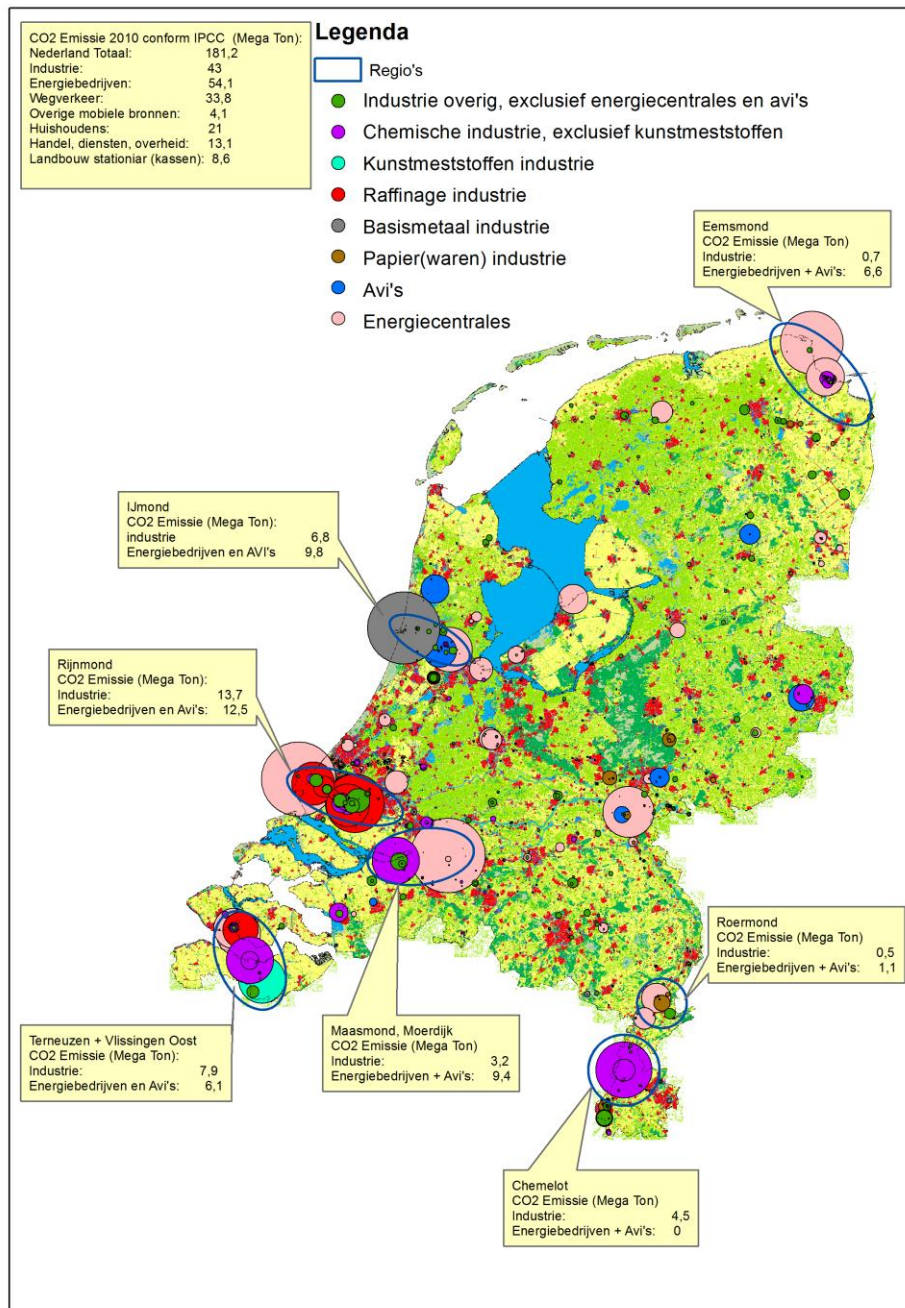 CO2 Emissie 2010 conform IPCC (Mega Ton):
Nederland Totaal: 181,2
Industrie: 43
Energiebedrijven: 54,1
Wegverkeer: 33,8
Overige mobiele bronnen: 4,1
Huishoudens: 21
Handel, diensten, overheid: 13,1
Landbouw stationiar (kassen): 8,6
Legenda
Regio's
Industrie overig, exclusief energiecentrales en avi's
Chemische industrie, exclusief kunstmeststoffen
Kunstmeststoffen industrie
Raffinage industrie
Basismetaal industrie
Papier(waren) industrie
Avi's
Energiecentrales
Eemsmond
CO2 Emissie (Mega Ton)
Industrie: 0,7
Energiebedrijven + Avi's: 6,6
IJmond
CO2 Emissie (Mega Ton):
industrie 6,8
Energiebedrijven en AVI's 9,8
Rijnmond
CO2 Emissie (Mega Ton):
Industrie: 13,7
Energiebedrijven en Avi's: 12,5
Roermond
CO2 Emissie (Mega Ton)
Industrie: 0,5
Energiebedrijven + Avi's: 1,1
Terneuzen + Vlissingen Oost
CO2 Emissie (Mega Ton):
Industrie: 7,9
Energiebedrijven en Avi's: 6,1
Maasmond, Moerdijk
CO2 Emissie (Mega Ton)
Industrie: 3,2
Energiebedrijven + Avi's: 9,4
Chemelot
CO2 Emissie (Mega Ton)
Industrie: 4,5
Energiebedrijven + Avi's: 0